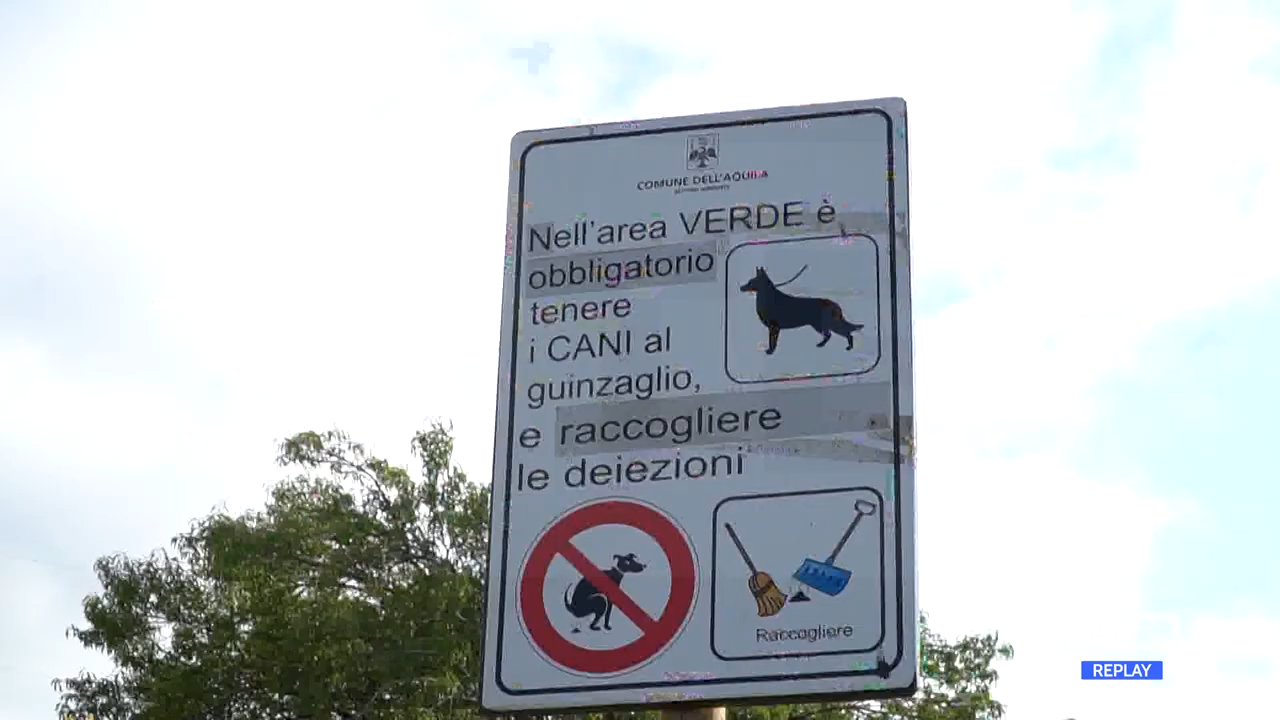 COMUNE DELL'AQUILA
Nell'area VERDE è
obbligatorio
tenere
i CANI al
guinzaglio,
e raccogliere
le deiezioni
Raccogliere
REPLAY